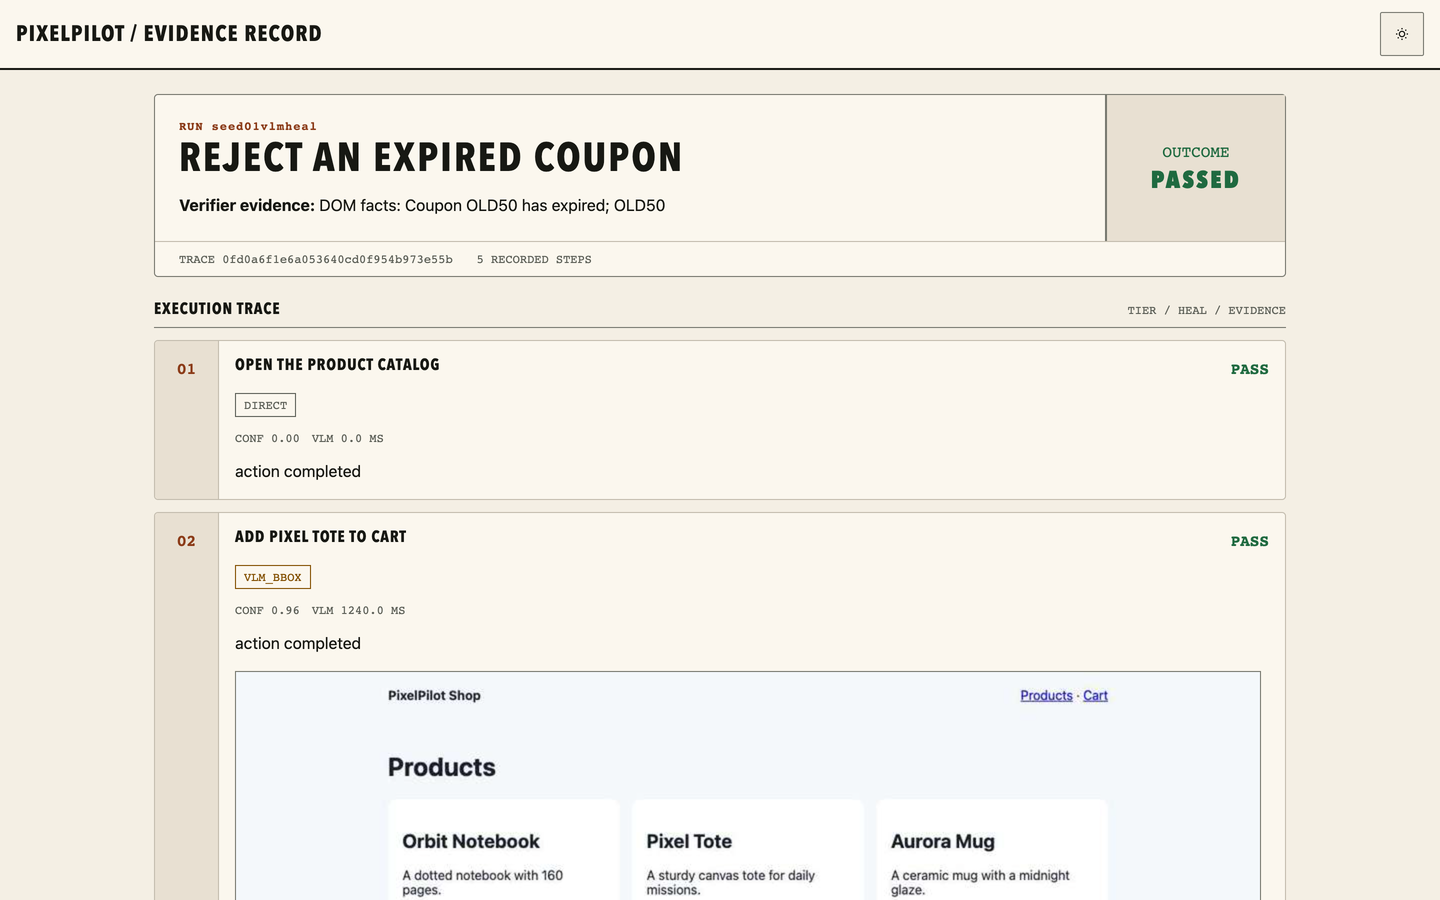 PIXELPILOT / EVIDENCE RECORD
RUN seed01vlmheal
REJECT AN EXPIRED COUPON
Verifier evidence: DOM facts: Coupon OLD50 has expired; OLD50
OUTCOME
PASSED
TRACE 0fd0a6f1e6a053640cd0f954b973e55b 5 RECORDED STEPS
EXECUTION TRACE
TIER / HEAL / EVIDENCE
01
OPEN THE PRODUCT CATALOG
PASS
DIRECT
CONF 0.00 VLM 0.0 MS
action completed
02
ADD PIXEL TOTE TO CART
PASS
VLM_BBOX
CONF 0.96 VLM 1240.0 MS
action completed
PixelPilot Shop
Products · Cart
Products
Orbit Notebook
A dotted notebook with 160
pages.
Pixel Tote
A sturdy canvas tote for daily
missions.
Aurora Mug
A ceramic mug with a midnight
glaze.